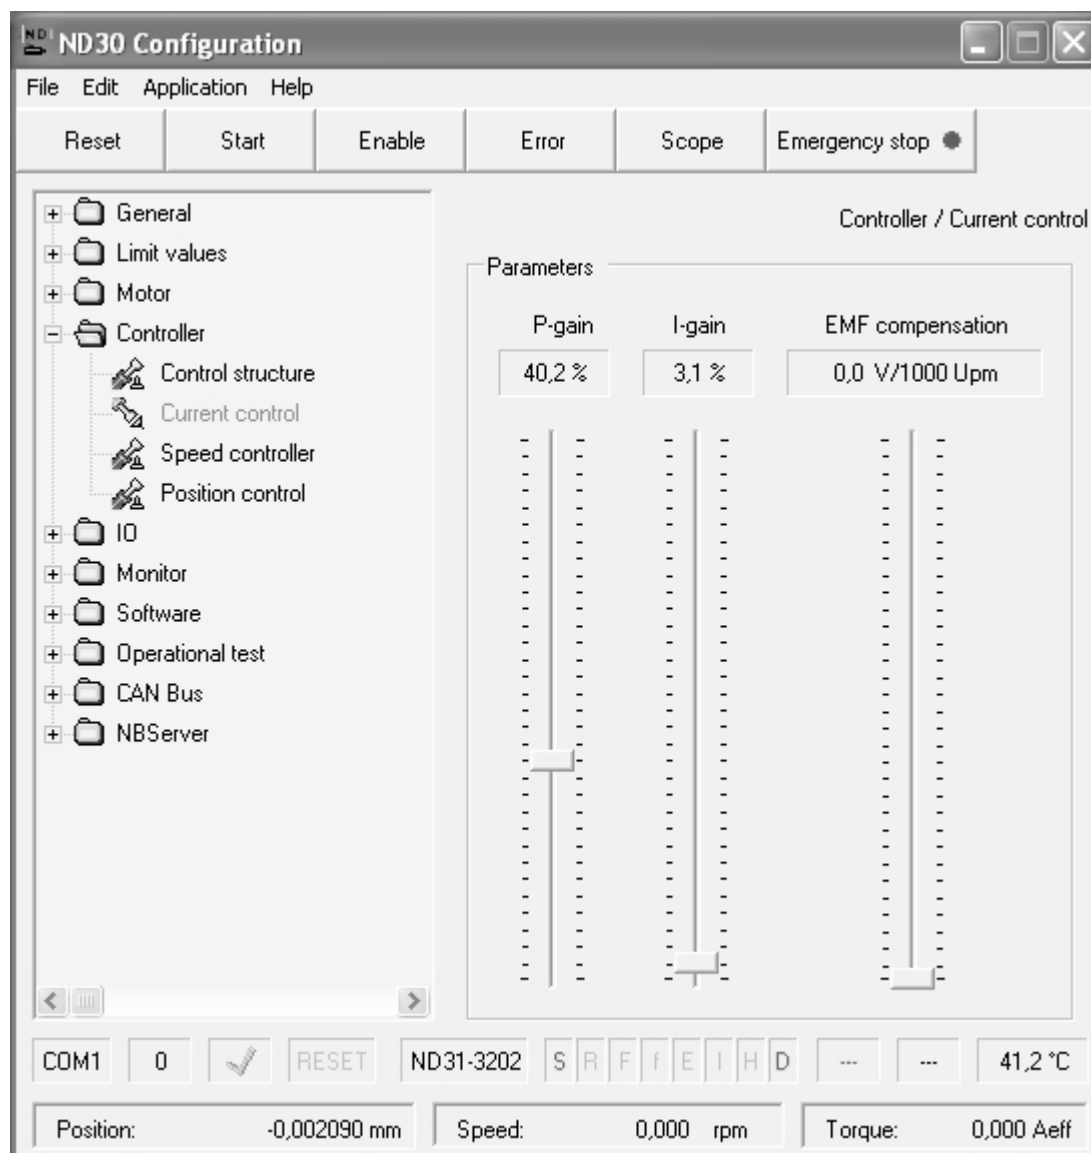 ND30 Configuration
File Edit Application Help
Reset Start Enable Error Scope Emergency stop
General
Limit values
Motor
Controller
Control structure
Current control
Speed controller
Position control
IO
Monitor
Software
Operational test
CAN Bus
NBServer
Controller / Current control
Parameters
P-gain I-gain EMF compensation
40,2 % 3,1 % 0,0 V/1000 Upm
COM1 0 RESET ND31-3202 S R F f E I H D --- --- 41,2 °C
Position: -0,002090 mm Speed: 0,000 rpm Torque: 0,000 Aeff